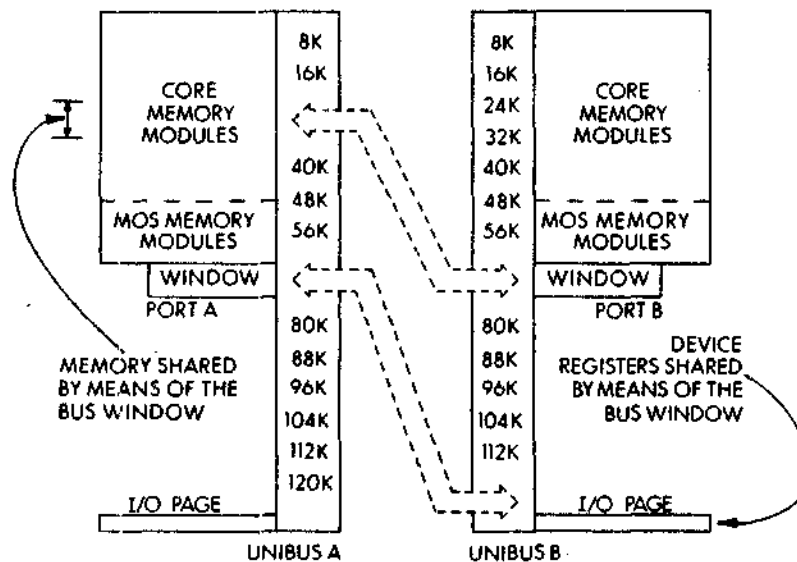 8K
16K
CORE
MEMORY
MODULES
40K
48K
MOS MEMORY
MODULES
56K
WINDOW
PORT A
80K
MEMORY SHARED
BY MEANS OF THE
BUS WINDOW
88K
96K
104K
112K
120K
I/O PAGE
UNIBUS A
8K
16K
24K
32K
40K
48K
56K
CORE
MEMORY
MODULES
MOS MEMORY
MODULES
WINDOW
PORT B
80K
88K
96K
104K
112K
DEVICE
REGISTERS SHARED
BY MEANS OF THE
BUS WINDOW
I/O PAGE
UNIBUS B